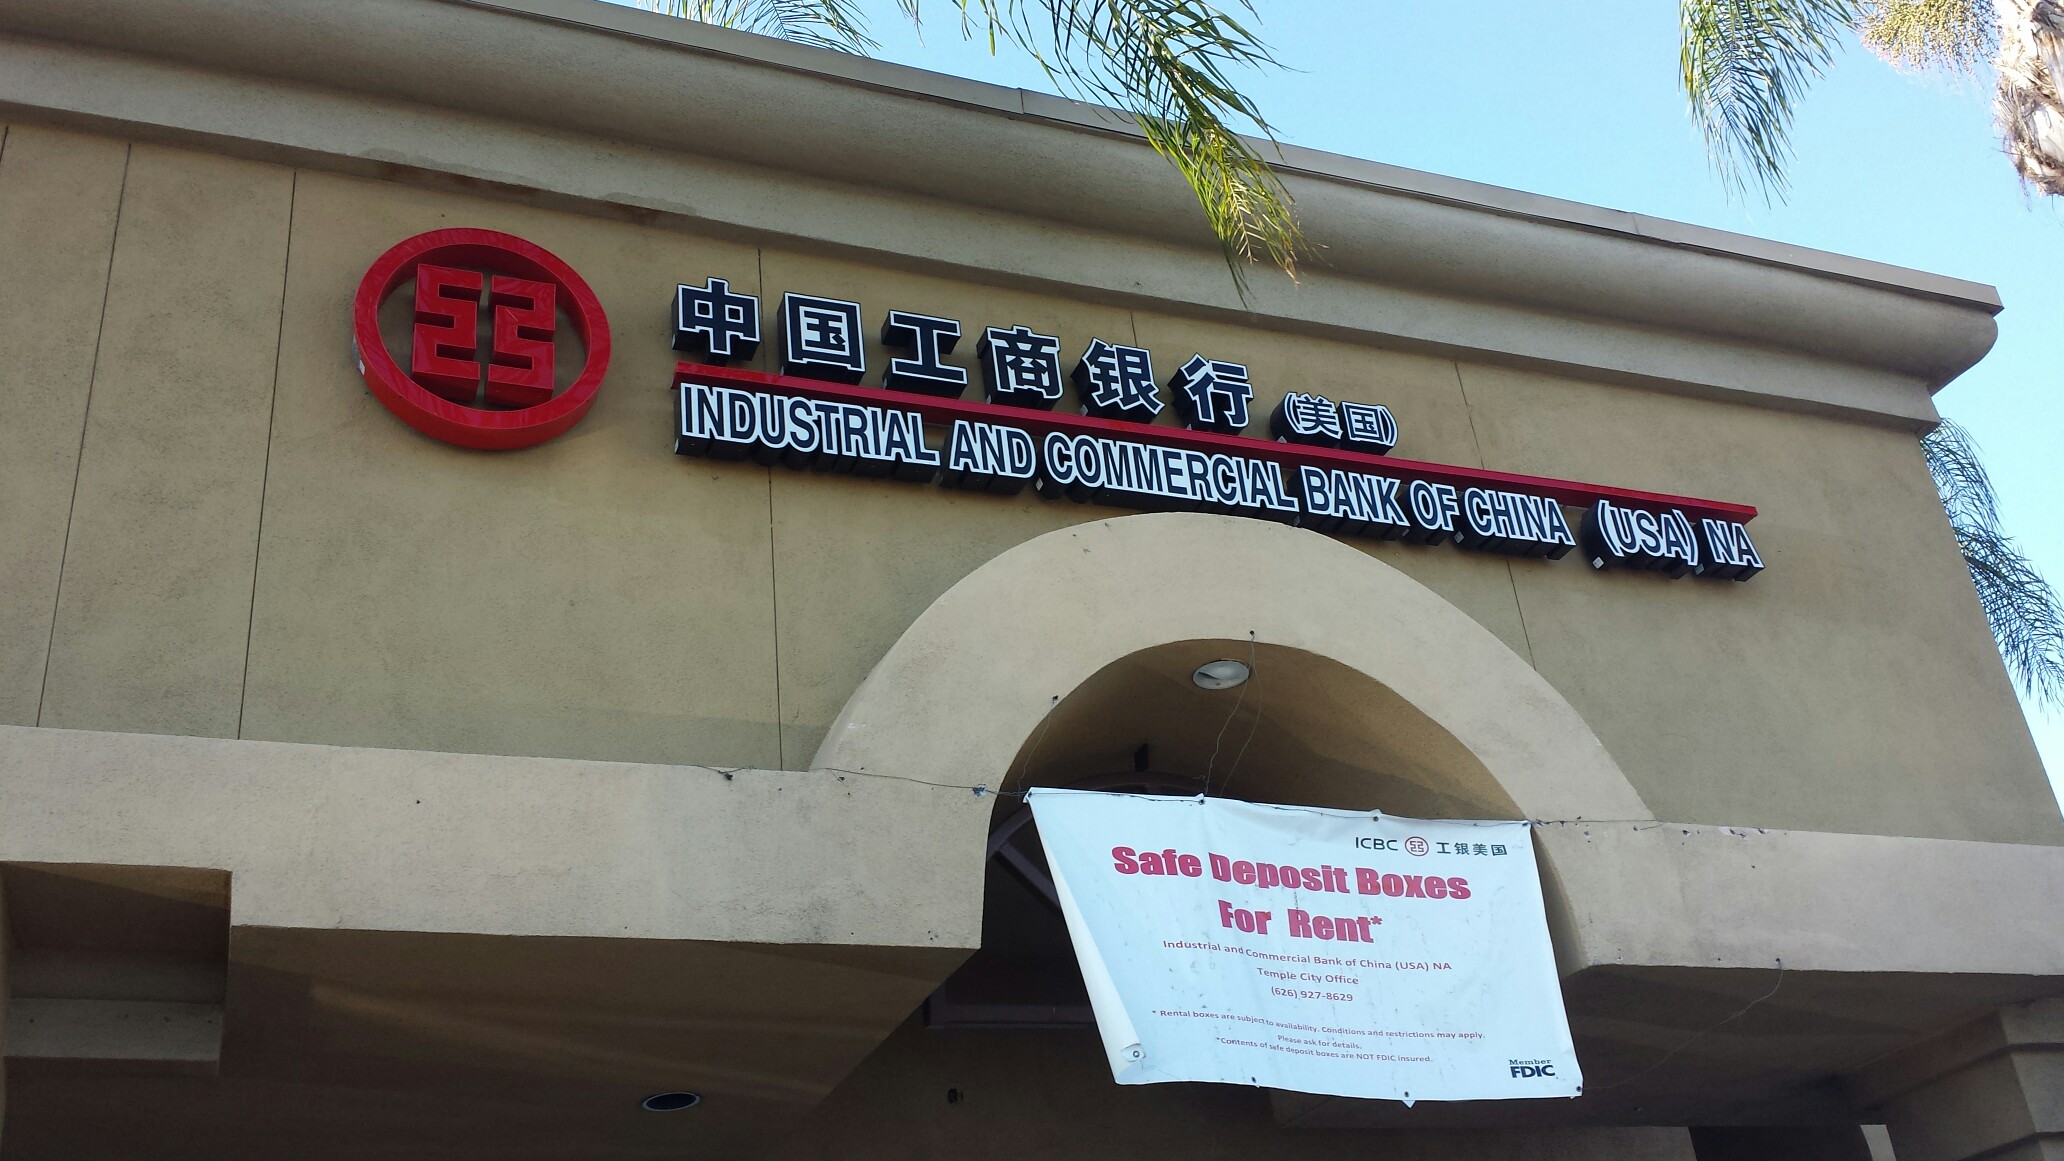 中国工商银行 (美国)
INDUSTRIAL AND COMMERCIAL BANK OF CHINA (USA) NA
ICBC 工银美国
Safe Deposit Boxes
For Rent*
Industrial and Commercial Bank of China (USA) NA
Temple City Office
(626) 927-8629
* Rental boxes are subject to availability. Conditions and restrictions may apply.
Please ask for details.
*Contents of safe deposit boxes are NOT FDIC insured.
Member
FDIC